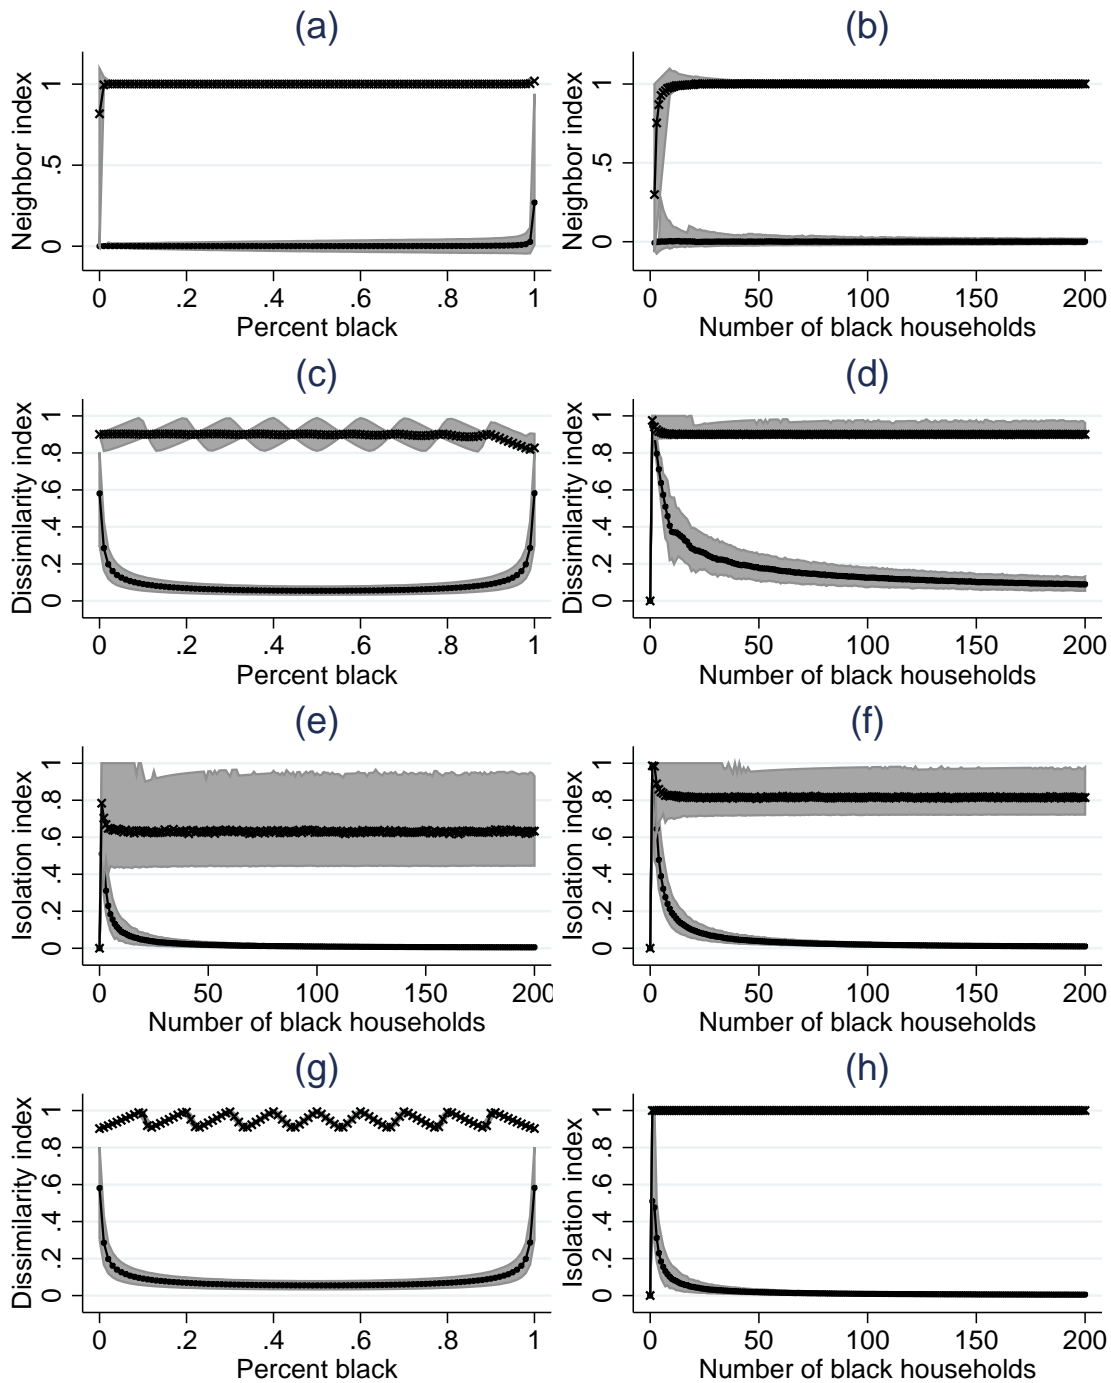 (a)
Neighbor index
1
.5
0
0 .2 .4 .6 .8 1
Percent black
(b)
Neighbor index
1
.5
0
0 50 100 150 200
Number of black households
(c)
Dissimilarity index
1
.8
.6
.4
.2
0
0 .2 .4 .6 .8 1
Percent black
(d)
Dissimilarity index
1
.8
.6
.4
.2
0
0 50 100 150 200
Number of black households
(e)
Isolation index
1
.8
.6
.4
.2
0
0 50 100 150 200
Number of black households
(f)
Isolation index
1
.8
.6
.4
.2
0
0 50 100 150 200
Number of black households
(g)
Dissimilarity index
1
.8
.6
.4
.2
0
0 .2 .4 .6 .8 1
Percent black
(h)
Isolation index
1
.8
.6
.4
.2
0
0 50 100 150 200
Number of black households